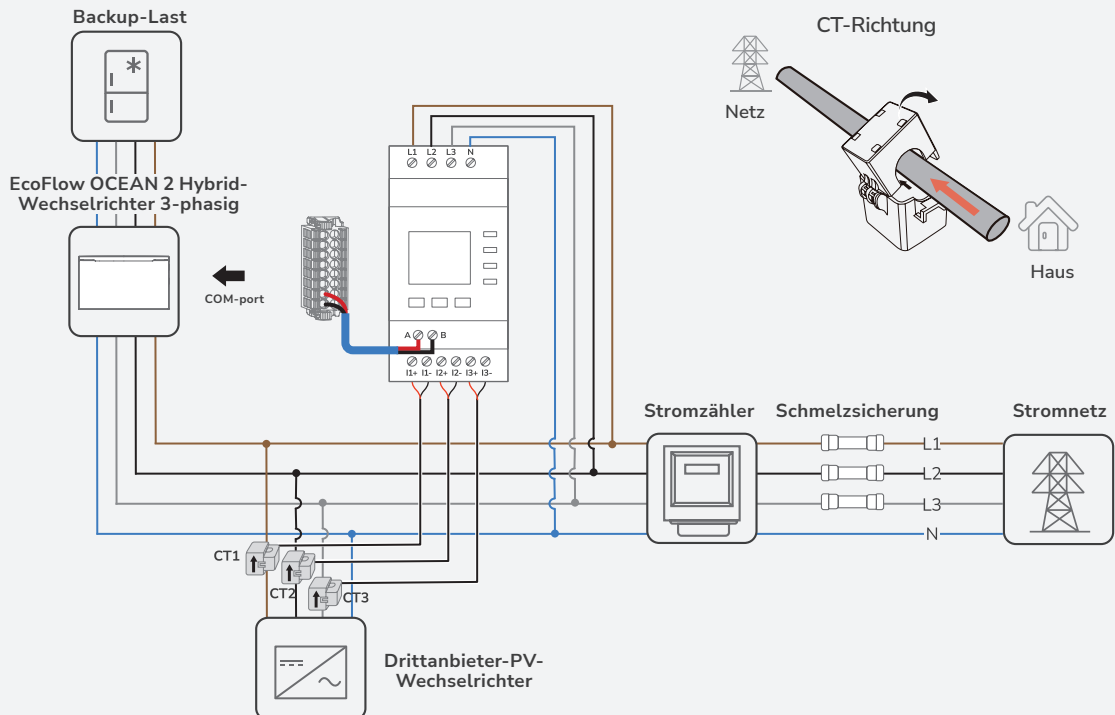 Backup-Last
EcoFlow OCEAN 2 Hybrid-
Wechselrichter 3-phasig
COM-port
L1 L2 L3 N
A B
I1+ I1- I2+ I2- I3+ I3-
CT-Richtung
Netz
Haus
Stromzähler
Schmelzsicherung
Stromnetz
L1
L2
L3
N
CT1
CT2
CT3
Drittanbieter-PV-
Wechselrichter